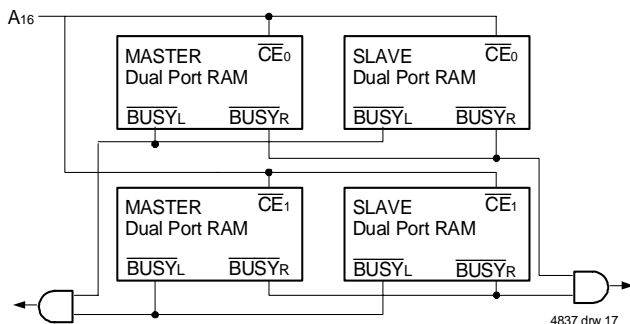 A16
MASTER CE0
Dual Port RAM
BUSYL BUSYR
SLAVE CE0
Dual Port RAM
BUSYL BUSYR
MASTER CE1
Dual Port RAM
BUSYL BUSYR
SLAVE CE1
Dual Port RAM
BUSYL BUSYR
4837 drw 17